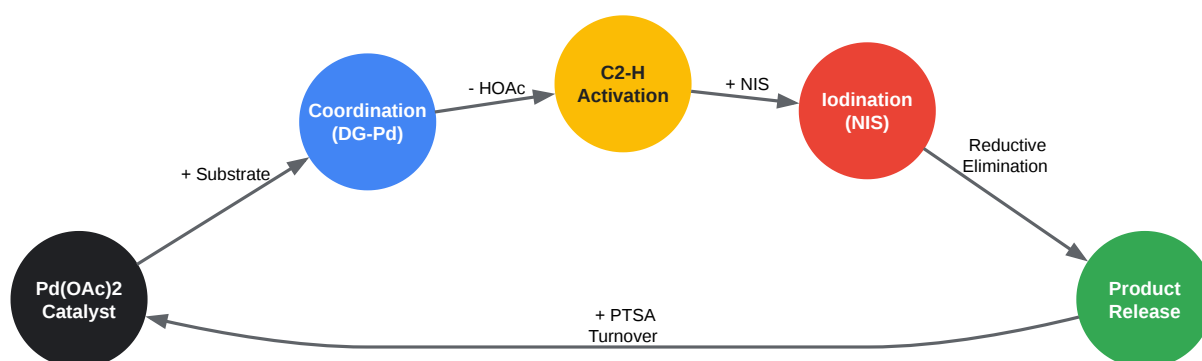 Pd(OAc)2
Catalyst
+ Substrate
Coordination
(DG-Pd)
- HOAc
C2-H
Activation
+ NIS
Iodination
(NIS)
Reductive
Elimination
Product
Release
+ PTSA
Turnover